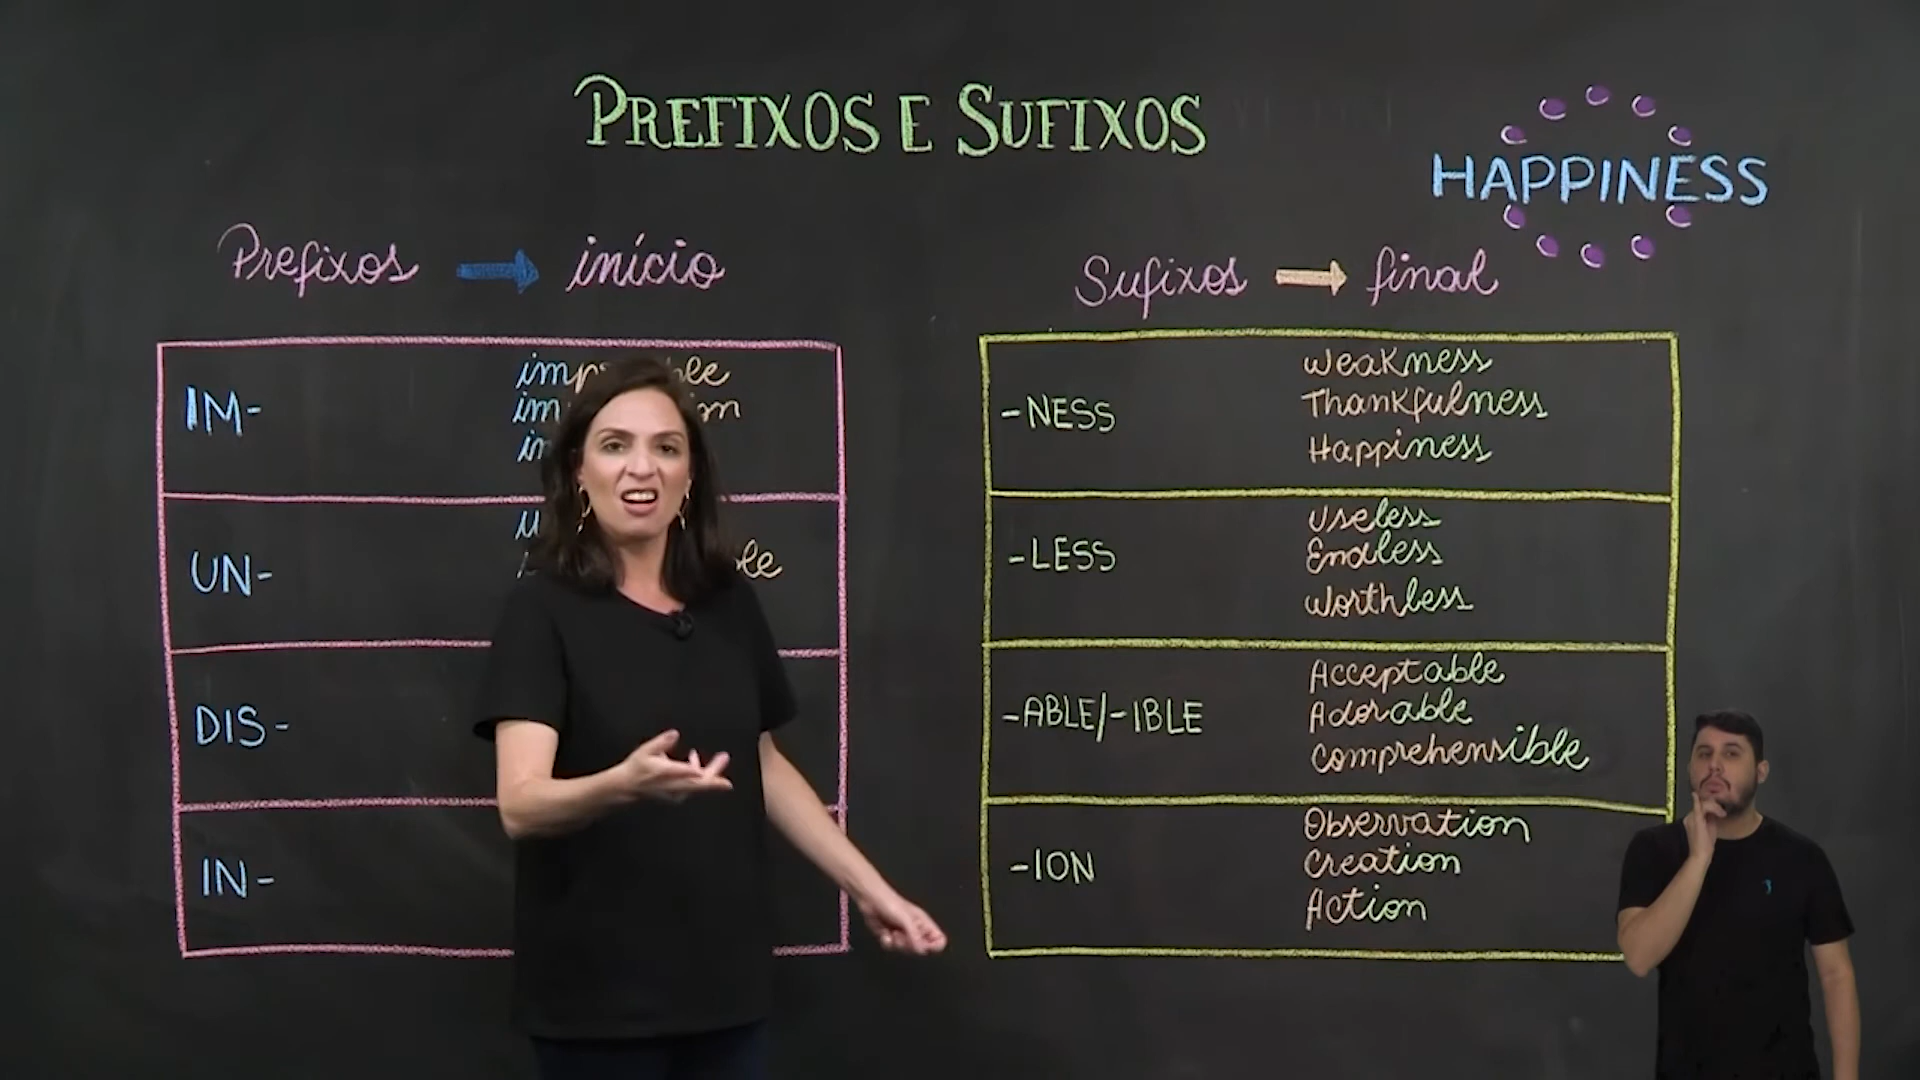 PREFIXOS E SUFIXOS
HAPPINESS
Prefixos → início
IM-
UN-
DIS-
IN-
Sufixos → final
-NESS
Weakness
Thankfulness
Happiness
-LESS
Useless
Endless
Worthless
-ABLE/-IBLE
Acceptable
Adorable
Comprehensible
-ION
Observation
Creation
Action